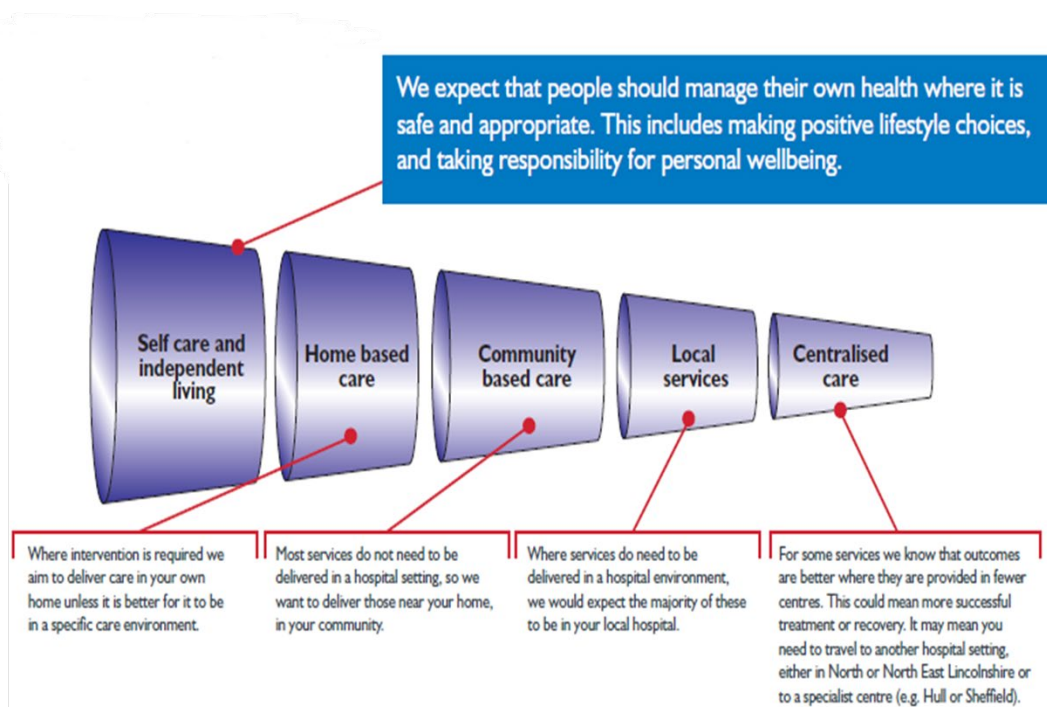 We expect that people should manage their own health where it is
safe and appropriate. This includes making positive lifestyle choices,
and taking responsibility for personal wellbeing.
Self care and
independent
living
Home based
care
Community
based care
Local
services
Centralised
care
Where intervention is required we
aim to deliver care in your own
home unless it is better for it to be
in a specific care environment.
Most services do not need to be
delivered in a hospital setting, so we
want to deliver those near your home,
in your community.
Where services do need to be
delivered in a hospital environment,
we would expect the majority of these
to be in your local hospital.
For some services we know that outcomes
are better where they are provided in fewer
centres. This could mean more successful
treatment or recovery. It may mean you
need to travel to another hospital setting,
either in North or North East Lincolnshire or
to a specialist centre (e.g. Hull or Sheffield).